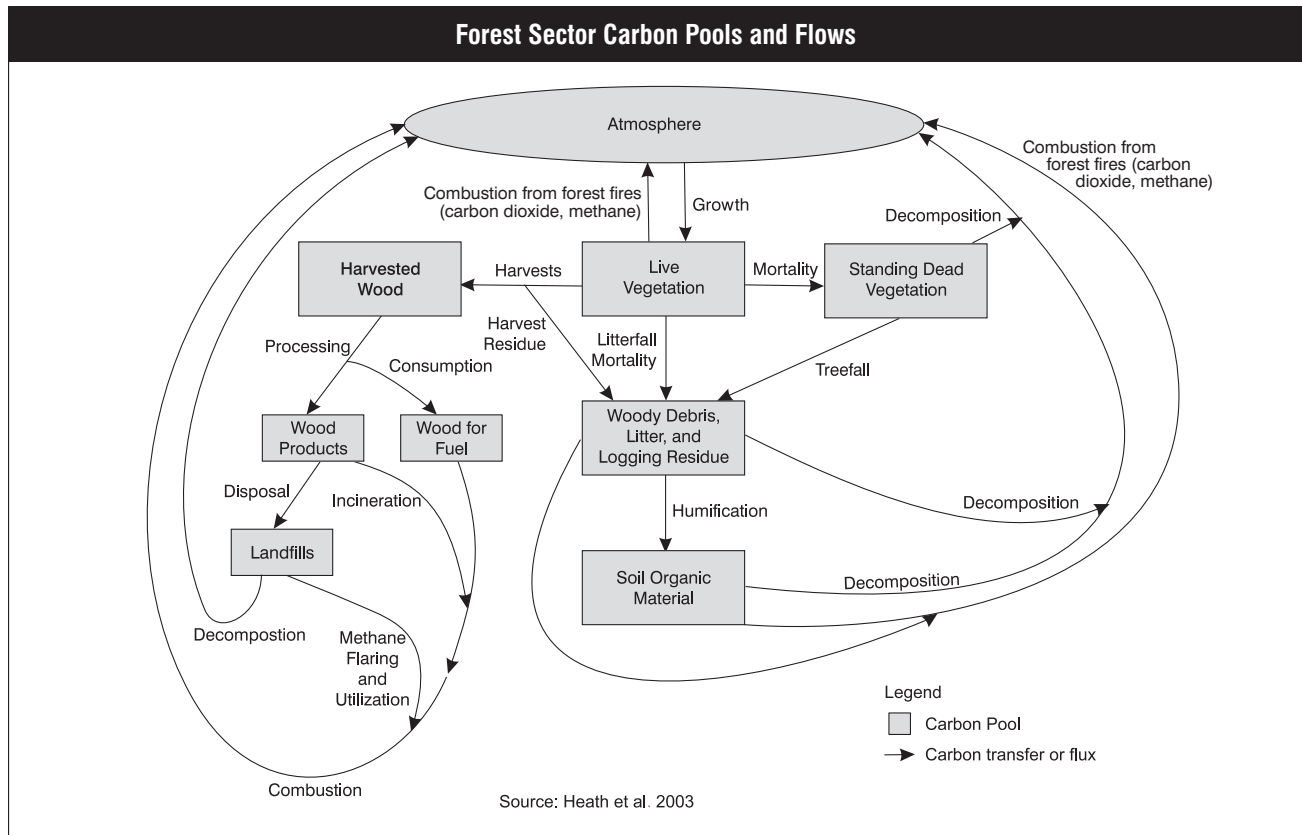 Forest Sector Carbon Pools and Flows
Atmosphere
Combustion from
forest fires (carbon
dioxide, methane)
Combustion from forest fires
(carbon dioxide, methane)
Growth
Decomposition
Harvested
Wood
Harvests
Live
Vegetation
Mortality
Standing Dead
Vegetation
Harvest
Residue
Litterfall
Mortality
Treefall
Processing
Consumption
Wood
Products
Wood for
Fuel
Woody Debris,
Litter, and
Logging Residue
Disposal
Incineration
Humification
Decomposition
Landfills
Soil Organic
Material
Decomposition
Decompostion
Methane
Flaring
and
Utilization
Legend
Carbon Pool
Carbon transfer or flux
Combustion
Source: Heath et al. 2003